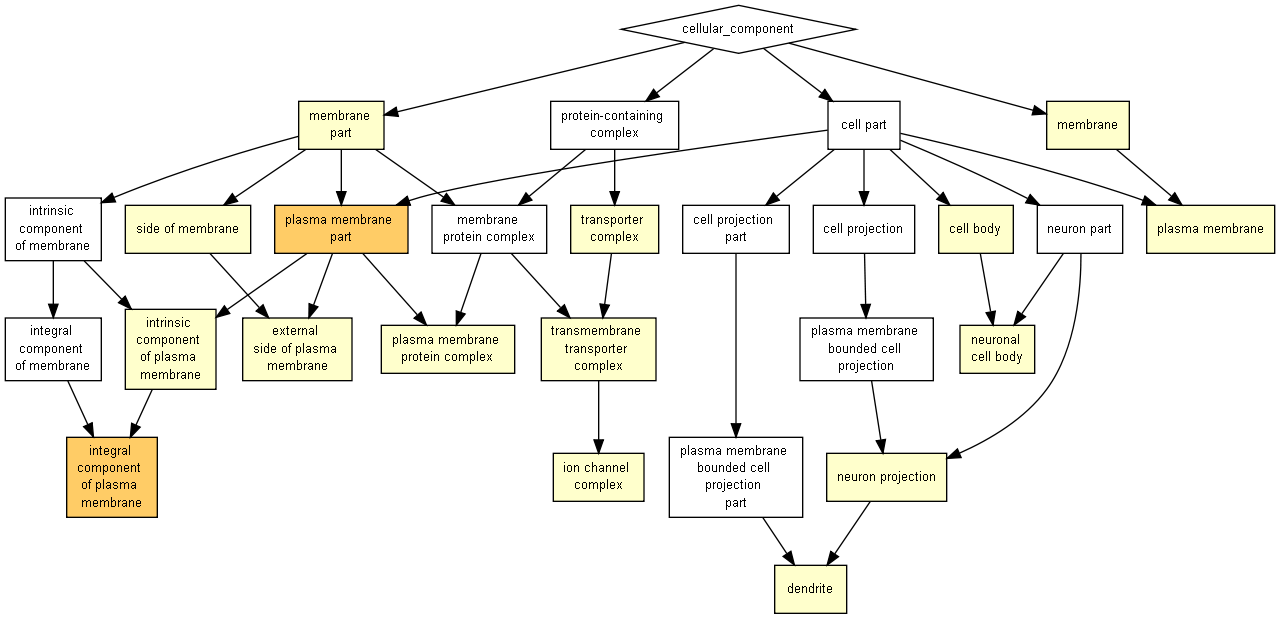 cellular_component
membrane
part
protein-containing
complex
cell part
membrane
intrinsic
component
of membrane
side of membrane
plasma membrane
part
membrane
protein complex
transporter
complex
cell projection
part
cell projection
cell body
neuron part
plasma membrane
integral
component
of membrane
intrinsic
component
of plasma
membrane
external
side of plasma
membrane
plasma membrane
protein complex
transmembrane
transporter
complex
plasma membrane
bounded cell
projection
neuronal
cell body
integral
component
of plasma
membrane
ion channel
complex
plasma membrane
bounded cell
projection
part
neuron projection
dendrite